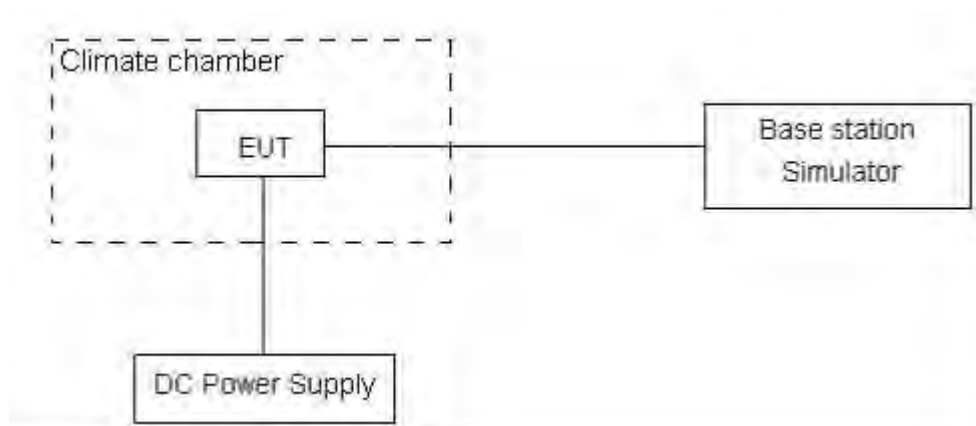 Climate chamber
EUT
Base station
Simulator
DC Power Supply